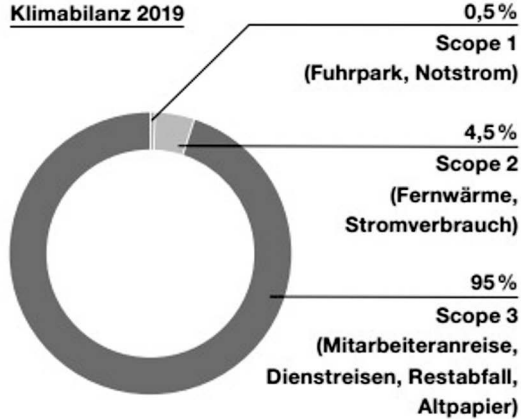 Klimabilanz 2019
0,5 %
Scope 1
(Fuhrpark, Notstrom)
4,5 %
Scope 2
(Fernwärme,
Stromverbrauch)
95 %
Scope 3
(Mitarbeiteranreise,
Dienstreisen, Restabfall,
Altpapier)